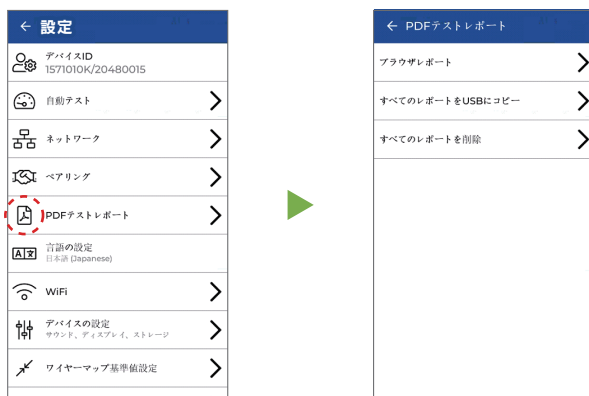 設定
デバイスID
1571010K/20480015
自動テスト
ネットワーク
ペアリング
PDFテストレポート
言語の設定
日本語 (Japanese)
WiFi
デバイスの設定
サウンド、ディスプレイ、ストレージ
ワイヤーマップ基準値設定
PDFテストレポート
ブラウザレポート
すべてのレポートをUSBにコピー
すべてのレポートを削除